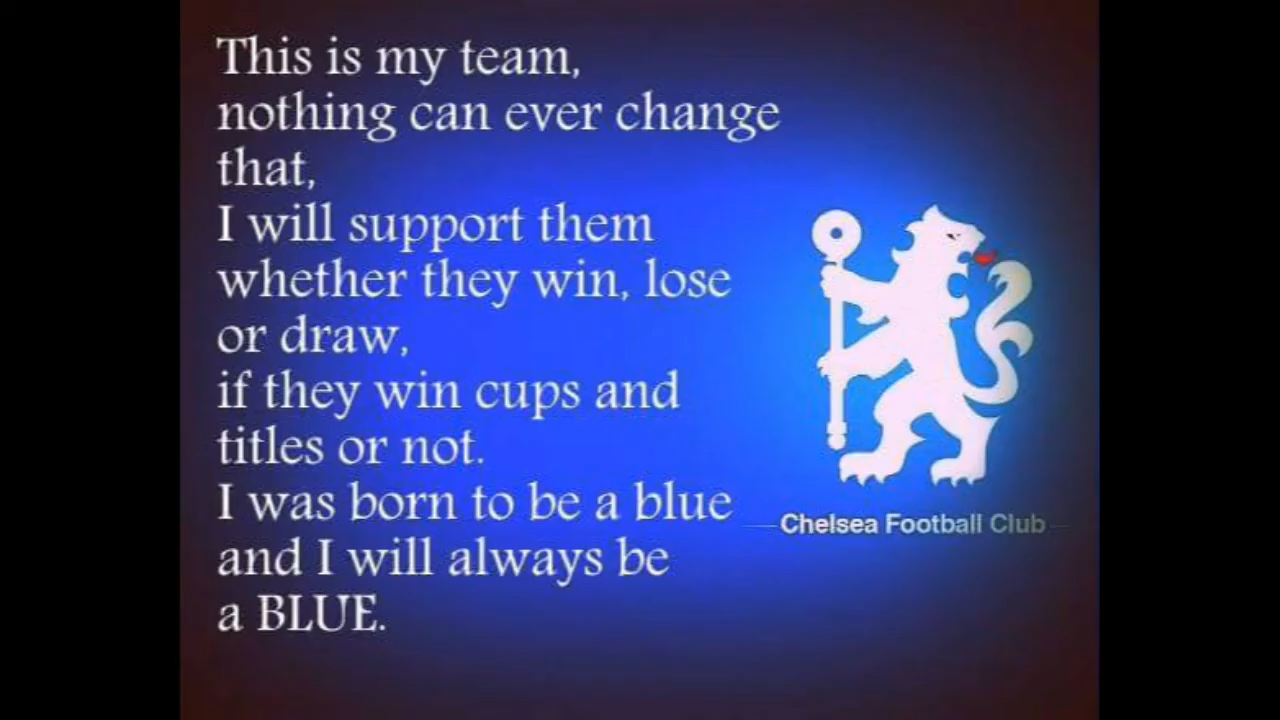 This is my team,
nothing can ever change
that,
I will support them
whether they win, lose
or draw,
if they win cups and
titles or not.
I was born to be a blue
and I will always be
a BLUE.
Chelsea Football Club